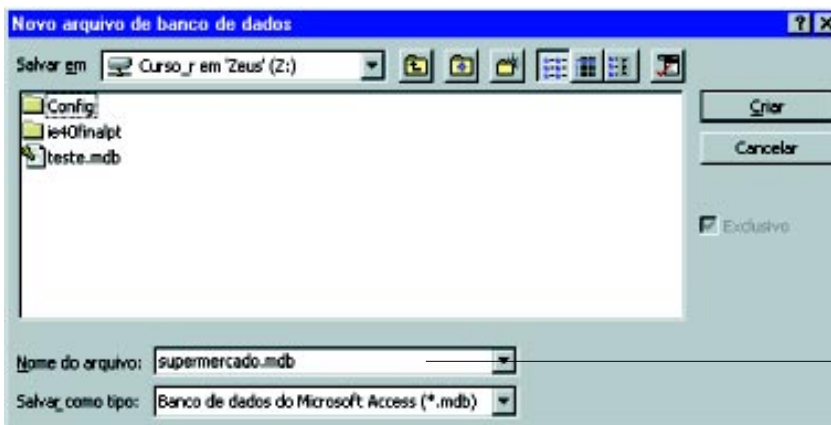 Novo arquivo de banco de dados
Salvar em Curso_r em 'Zeus' (Z:)
Config
ie40finalpt
teste.mdb
Criar
Cancelar
Exclusivo
Nome do arquivo: supermercado.mdb
Salvar como tipo: Banco de dados do Microsoft Access (*.mdb)